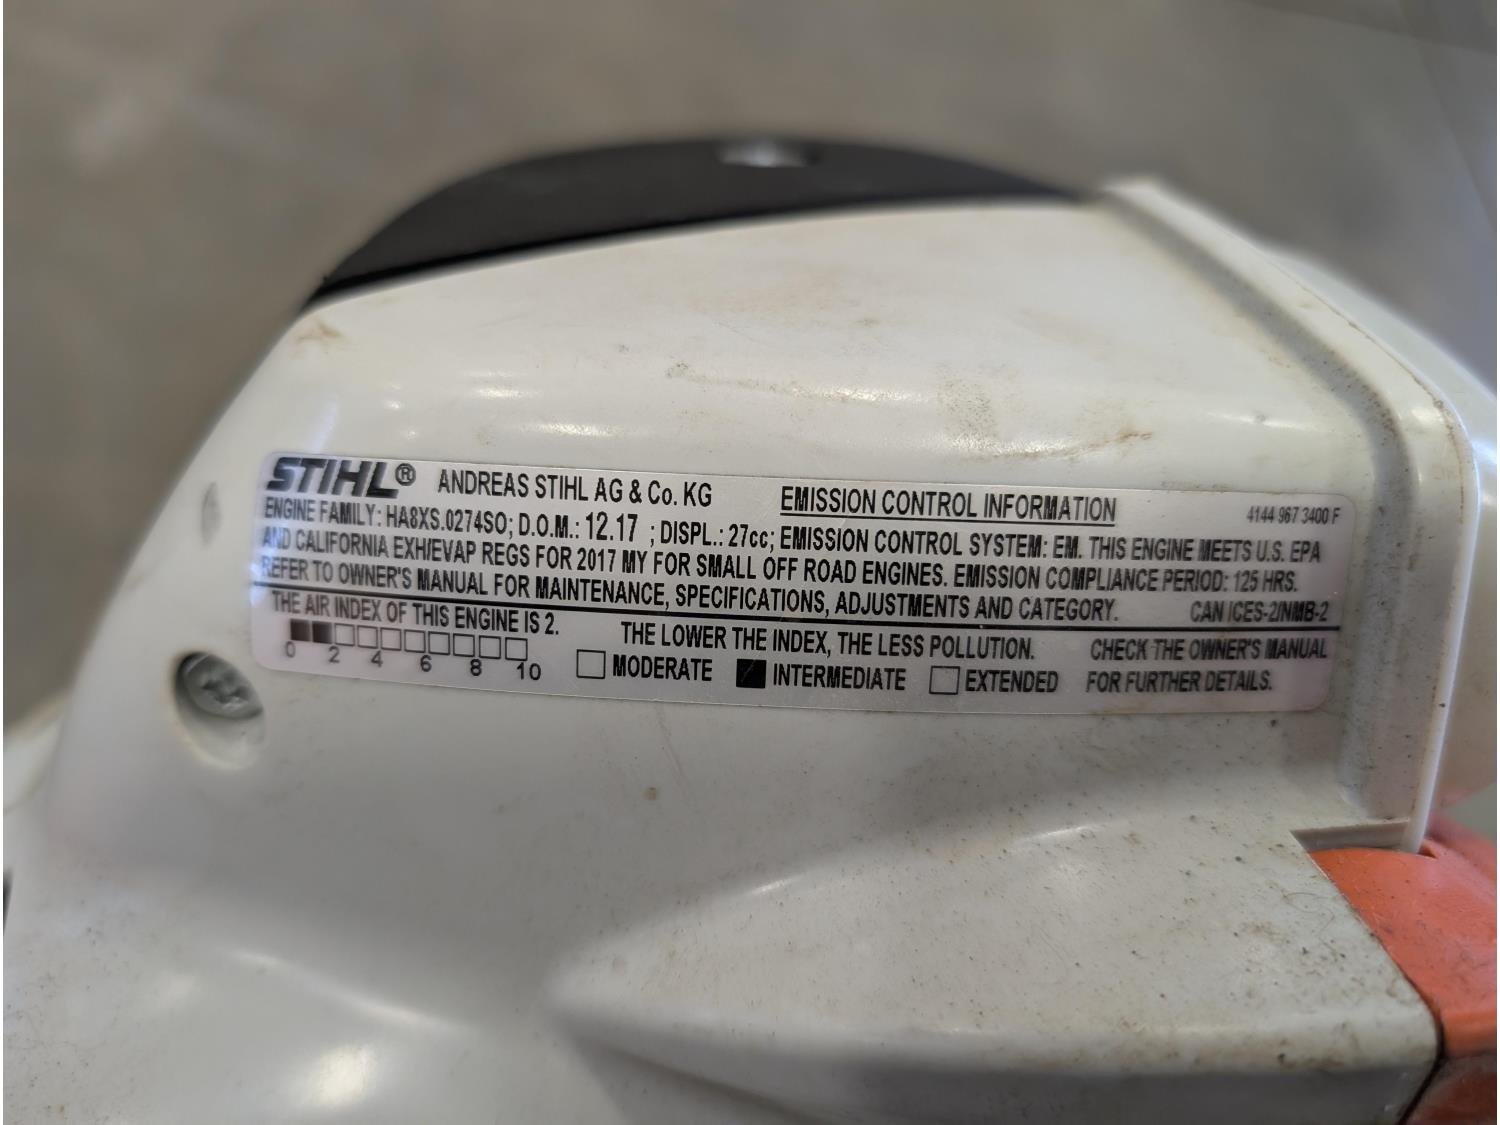 STIHL® ANDREAS STIHL AG & Co. KG EMISSION CONTROL INFORMATION 4144 967 3400 F
ENGINE FAMILY: HA8XS.0274SO; D.O.M.: 12.17 ; DISPL.: 27cc; EMISSION CONTROL SYSTEM: EM. THIS ENGINE MEETS U.S. EPA
AND CALIFORNIA EXH/EVAP REGS FOR 2017 MY FOR SMALL OFF ROAD ENGINES. EMISSION COMPLIANCE PERIOD: 125 HRS.
REFER TO OWNER'S MANUAL FOR MAINTENANCE, SPECIFICATIONS, ADJUSTMENTS AND CATEGORY. CAN ICES-2/NMB-2
THE AIR INDEX OF THIS ENGINE IS 2. THE LOWER THE INDEX, THE LESS POLLUTION. CHECK THE OWNER'S MANUAL
0 2 4 6 8 10 MODERATE INTERMEDIATE EXTENDED FOR FURTHER DETAILS.